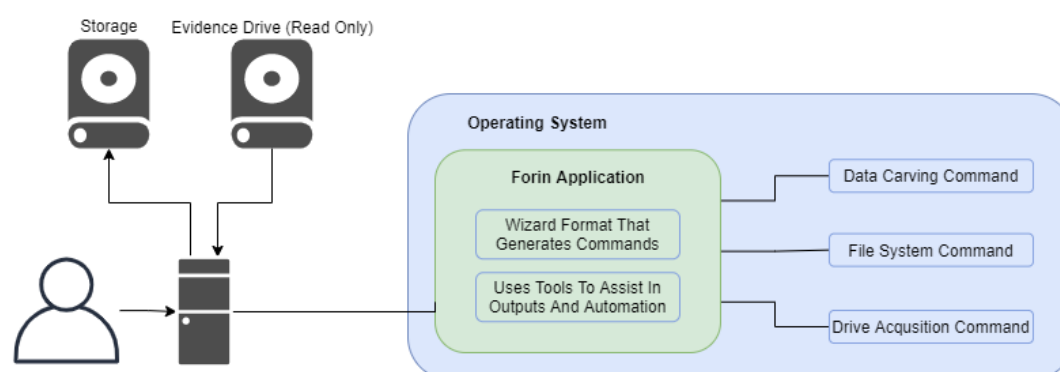 Storage
Evidence Drive (Read Only)
Operating System
Forin Application
Wizard Format That
Generates Commands
Uses Tools To Assist In
Outputs And Automation
Data Carving Command
File System Command
Drive Acqusition Command